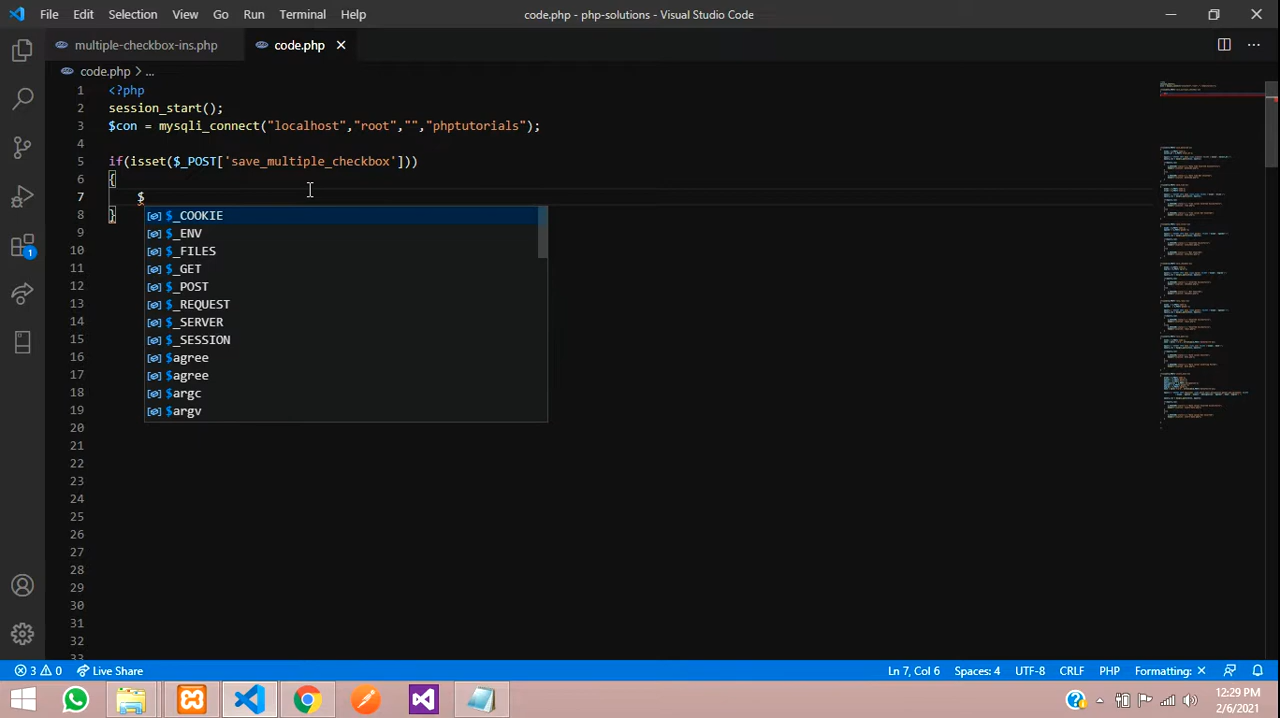 File Edit Selection View Go Run Terminal Help code.php - php-solutions - Visual Studio Code
multiple-checkbox-ins.php code.php
code.php > ...
1 <?php
2 session_start();
3 $con = mysqli_connect("localhost","root","","phptutorials");
4
5 if(isset($_POST['save_multiple_checkbox']))
6 {
7 $
8 }
$_COOKIE
9 $_ENV
10 $_FILES
11 $_GET
12 $_POST
13 $_REQUEST
14 $_SERVER
15 $_SESSION
16 $agree
17 $agree
18 $argc
19 $argv
20
21
22
23
24
25
26
27
28
29
30
31
32
33
1
3 0 Live Share Ln 7, Col 6 Spaces: 4 UTF-8 CRLF PHP Formatting: ×
12:29 PM
2/6/2021